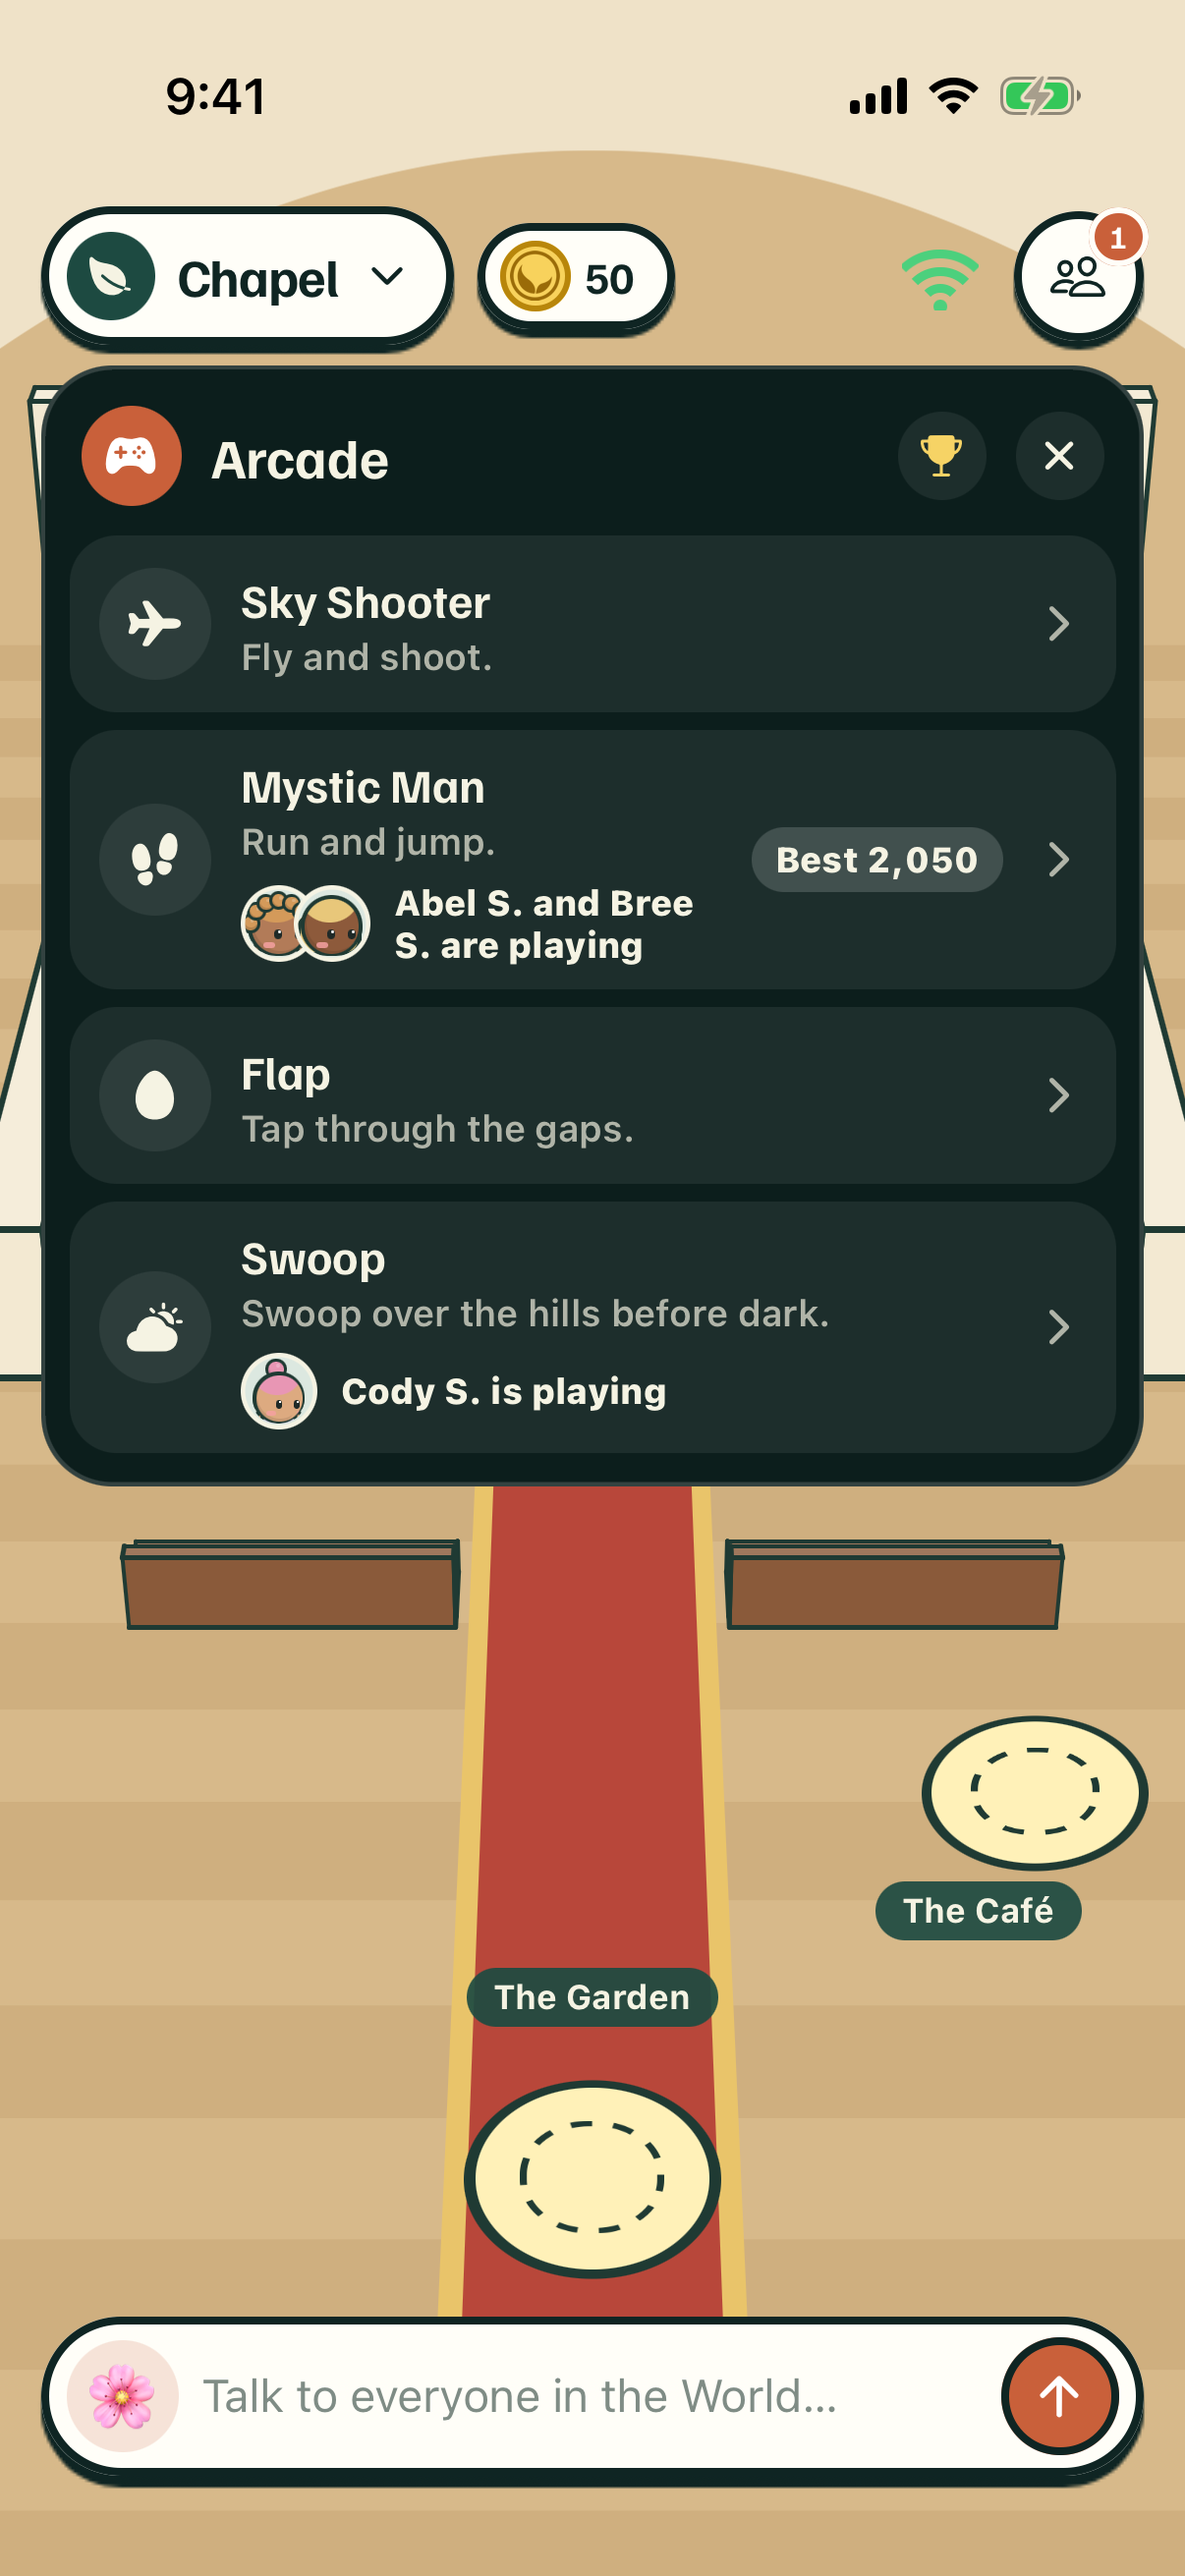 9:41
Chapel
50
1
Arcade
Sky Shooter
Fly and shoot.
Mystic Man
Run and jump.
Best 2,050
Abel S. and Bree
S. are playing
Flap
Tap through the gaps.
Swoop
Swoop over the hills before dark.
Cody S. is playing
The Café
The Garden
Talk to everyone in the World...